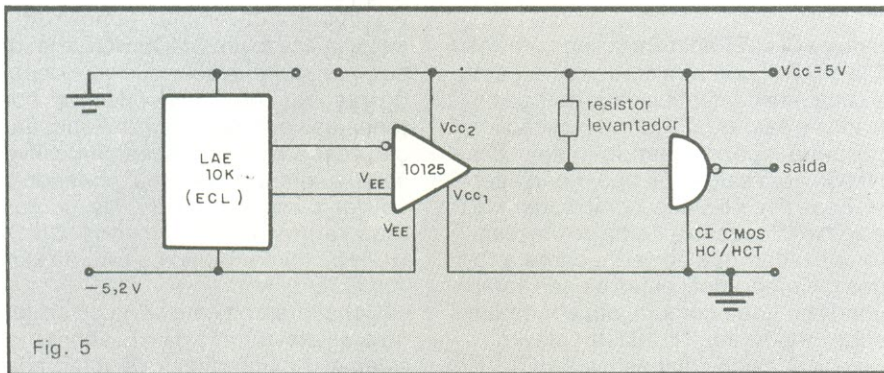 Vcc = 5V
resistor
levantador
Vcc2
LAE
10K
(ECL)
10125
saída
VEE
Vcc1
VEE
CI CMOS
HC/HCT
−5,2V
Fig. 5